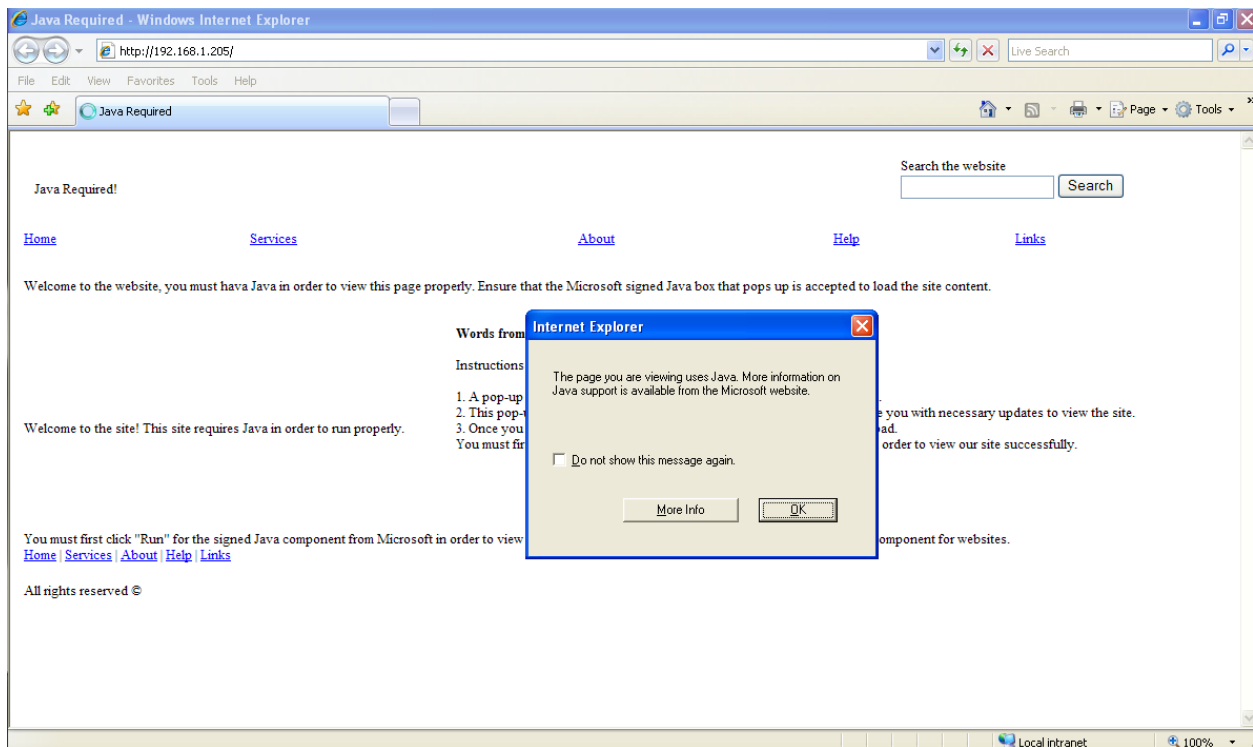 Java Required - Windows Internet Explorer
http://192.168.1.205/
Live Search
File Edit View Favorites Tools Help
Java Required
Page Tools
Search the website
Java Required!
Search
Home Services About Help Links
Welcome to the website, you must hava Java in order to view this page properly. Ensure that the Microsoft signed Java box that pops up is accepted to load the site content.
Words from
Instructions
1. A pop-up
2. This pop-u
e you with necessary updates to view the site.
Welcome to the site! This site requires Java in order to run properly.
3. Once you
ad.
You must fir
order to view our site successfully.
Internet Explorer
The page you are viewing uses Java. More information on
Java support is available from the Microsoft website.
Do not show this message again.
More Info OK
You must first click "Run" for the signed Java component from Microsoft in order to view
omponent for websites.
Home | Services | About | Help | Links
All rights reserved ©
Local intranet 100%